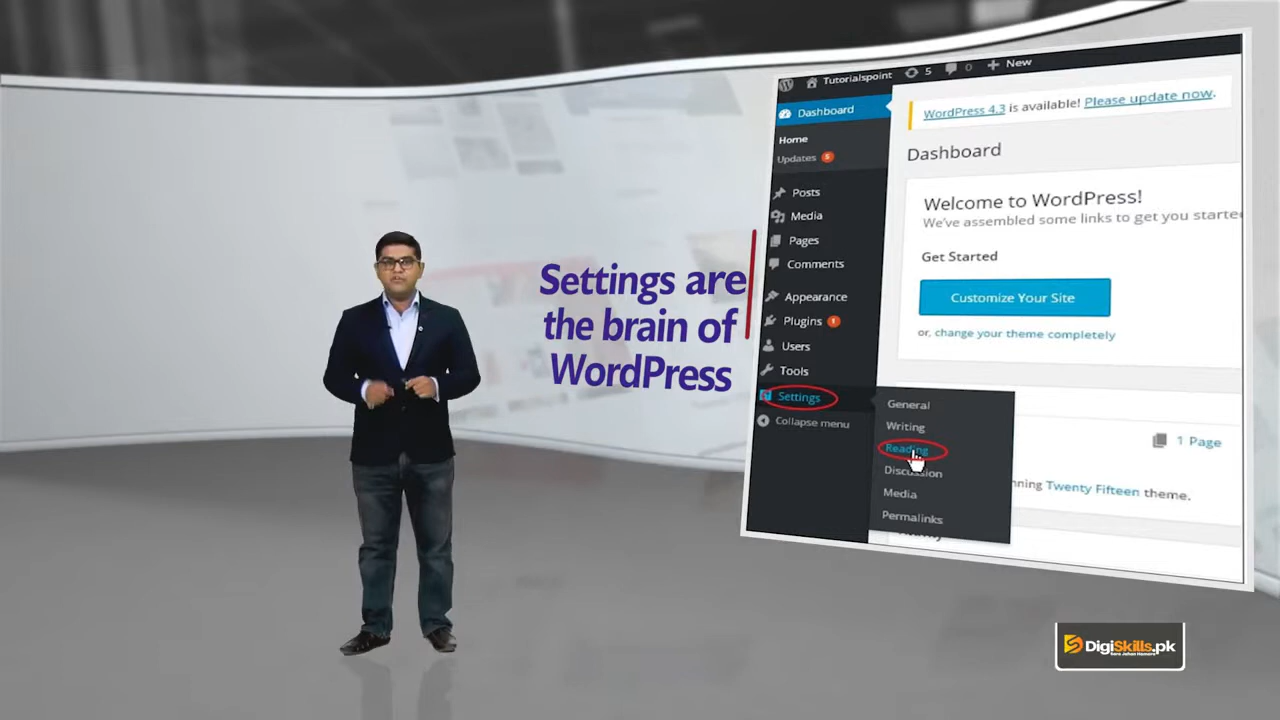 Settings are
the brain of
WordPress
Tutorialspoint 5 0 New
Dashboard
Home
Updates 5
Posts
Media
Pages
Comments
Appearance
Plugins 1
Users
Tools
Settings
Collapse menu
General
Writing
Reading
Discussion
Media
Permalinks
WordPress 4.3 is available! Please update now.
Dashboard
Welcome to WordPress!
We've assembled some links to get you starte
Get Started
Customize Your Site
or, change your theme completely
1 Page
nning Twenty Fifteen theme.
DigiSkills.pk